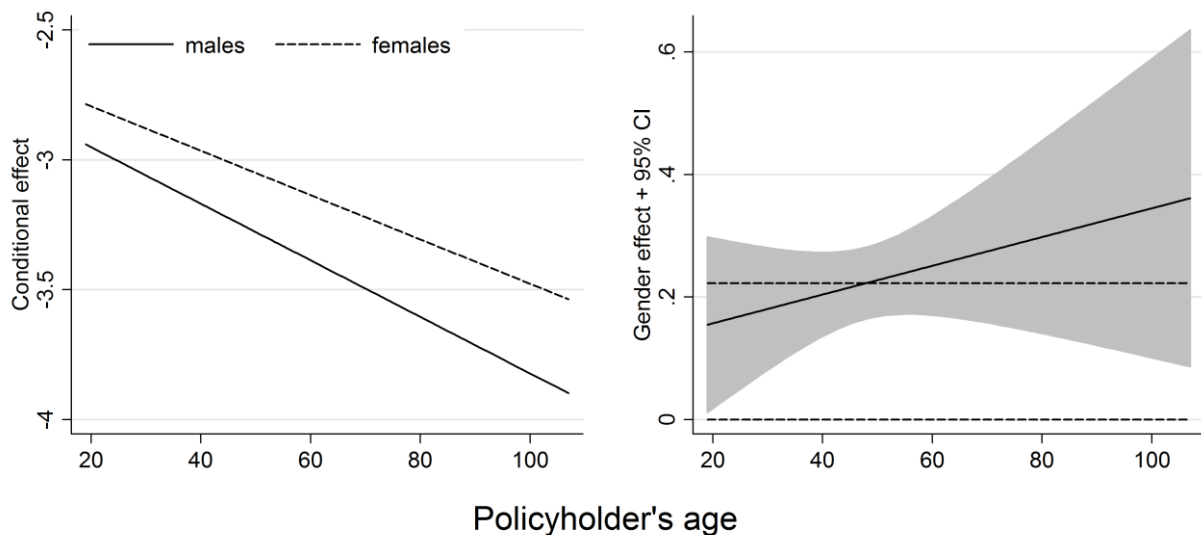 Conditional effect
-2.5
-3
-3.5
-4
males females
20 40 60 80 100
Gender effect + 95% CI
.6
.4
.2
0
20 40 60 80 100
Policyholder's age